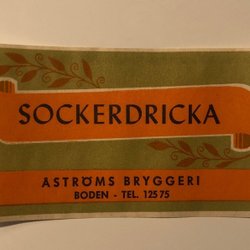 SOCKERDRICKA
ÅSTRÖMS BRYGGERI
BODEN - TEL. 125 75